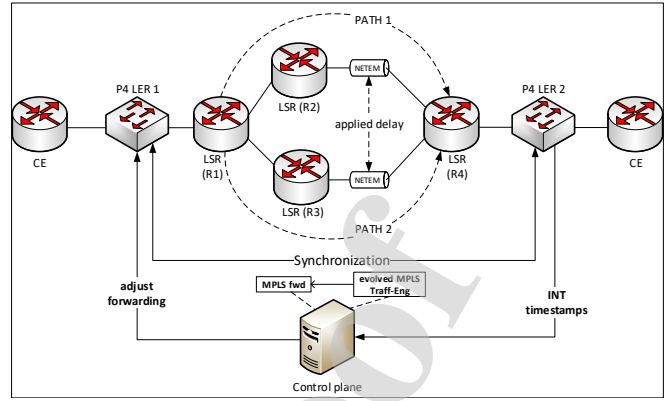 PATH 1
P4 LER 1
LSR (R2)
NETEM
P4 LER 2
CE
LSR
(R1)
applied delay
LSR
(R4)
CE
LSR (R3)
NETEM
PATH 2
Synchronization
adjust
forwarding
MPLS fwd
evolved MPLS
Traff-Eng
INT
timestamps
Control plane